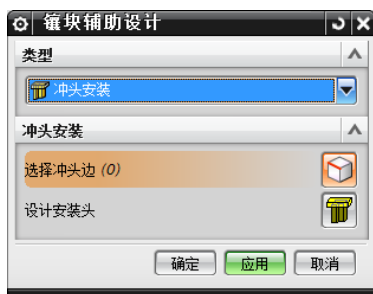 镶块辅助设计
类型
冲头安装
冲头安装
选择冲头边 (0)
设计安装头
确定 应用 取消